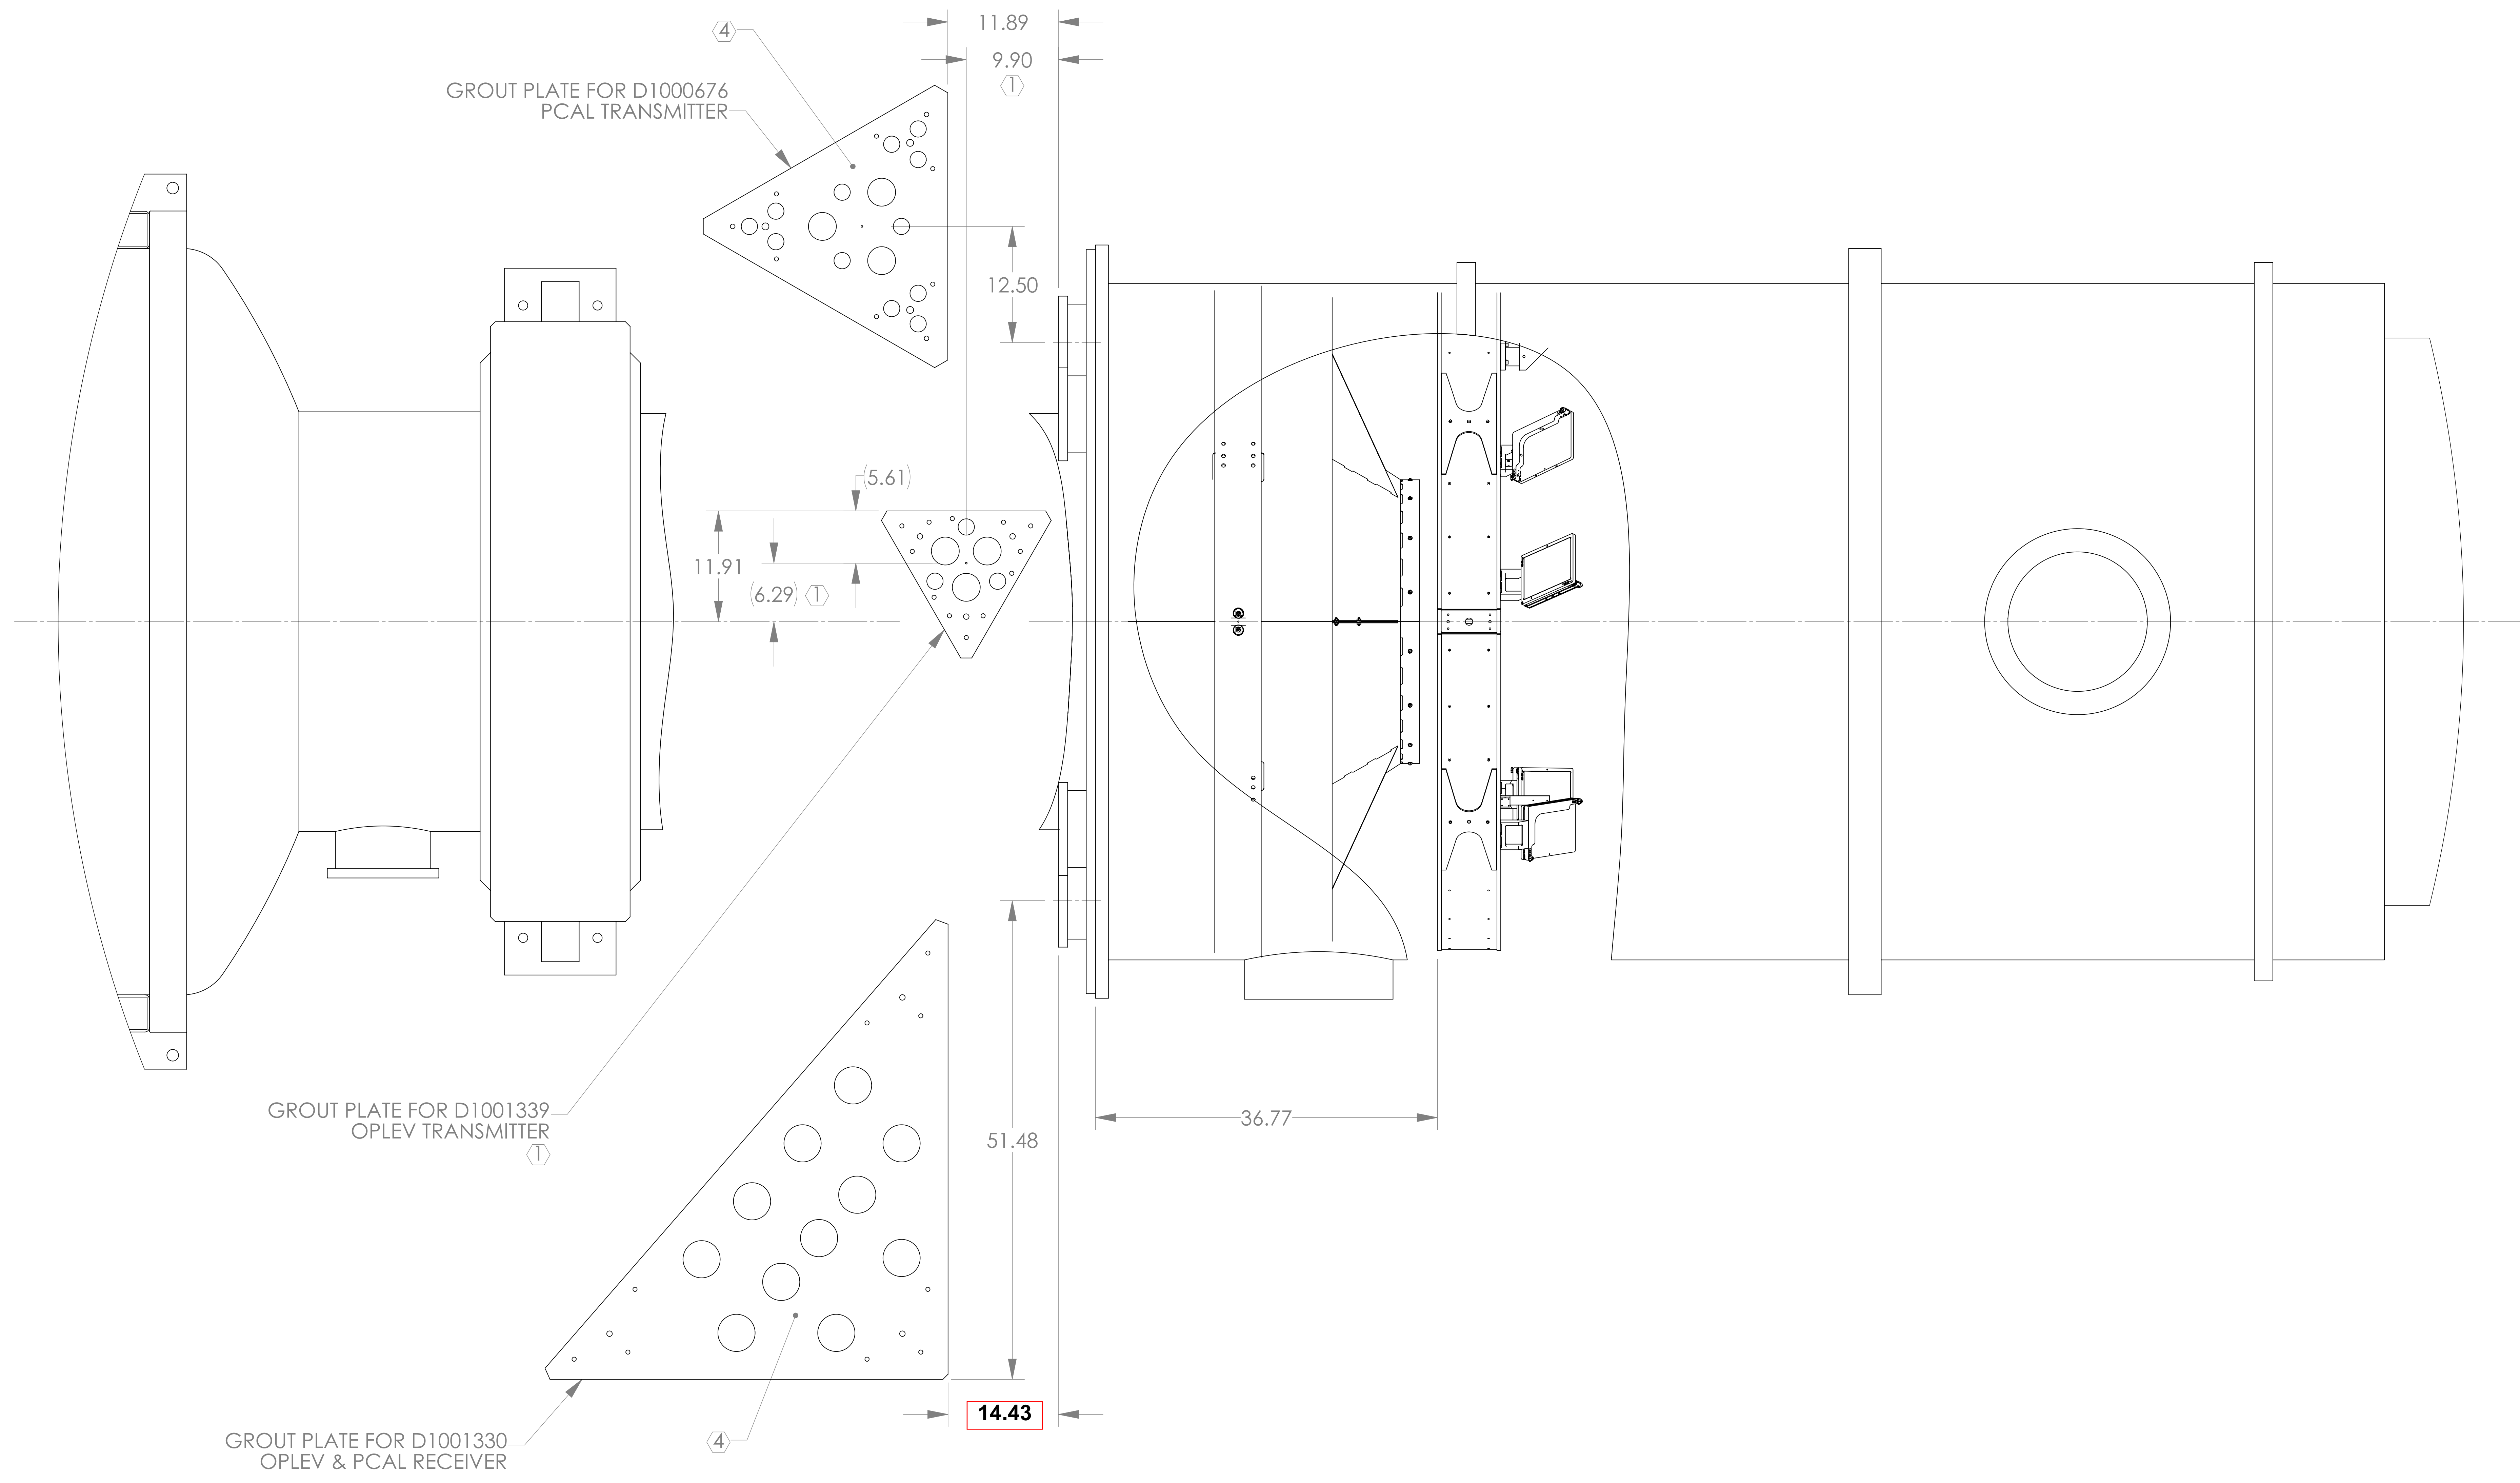 11.89
4
9.90
1
GROUT PLATE FOR D1000676
PCAL TRANSMITTER
12.50
(5.61)
11.91
(6.29) 1
GROUT PLATE FOR D1001339
OPLEV TRANSMITTER
1
36.77
51.48
14.43
GROUT PLATE FOR D1001330
OPLEV & PCAL RECEIVER
4